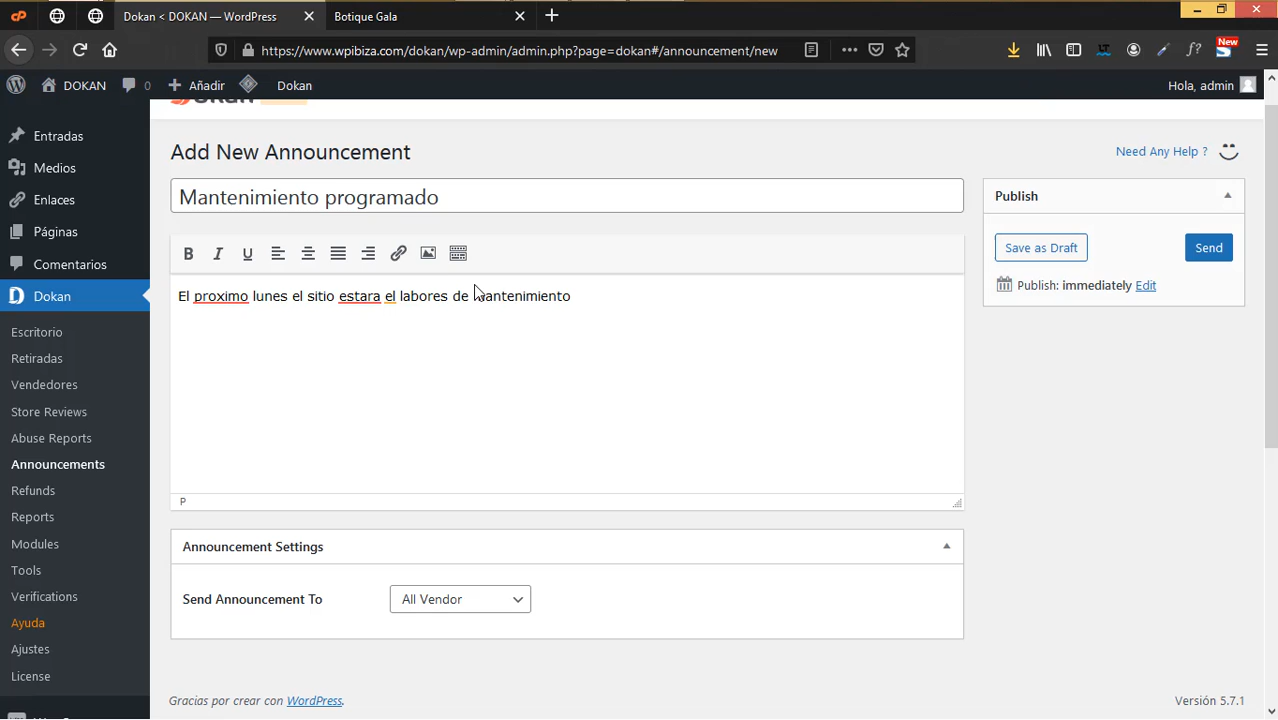 Dokan < DOKAN — WordPress
Botique Gala
https://www.wpibiza.com/dokan/wp-admin/admin.php?page=dokan#/announcement/new
New
DOKAN
0
Añadir
Dokan
Hola, admin
Entradas
Medios
Enlaces
Páginas
Comentarios
Dokan
Escritorio
Retiradas
Vendedores
Store Reviews
Abuse Reports
Announcements
Refunds
Reports
Modules
Tools
Verifications
Ayuda
Ajustes
License
Add New Announcement
Need Any Help ?
Mantenimiento programado
B I U
El proximo lunes el sitio estara el labores de mantenimiento
P
Announcement Settings
Send Announcement To
All Vendor
Publish
Save as Draft
Send
Publish: immediately Edit
Gracias por crear con WordPress.
Versión 5.7.1